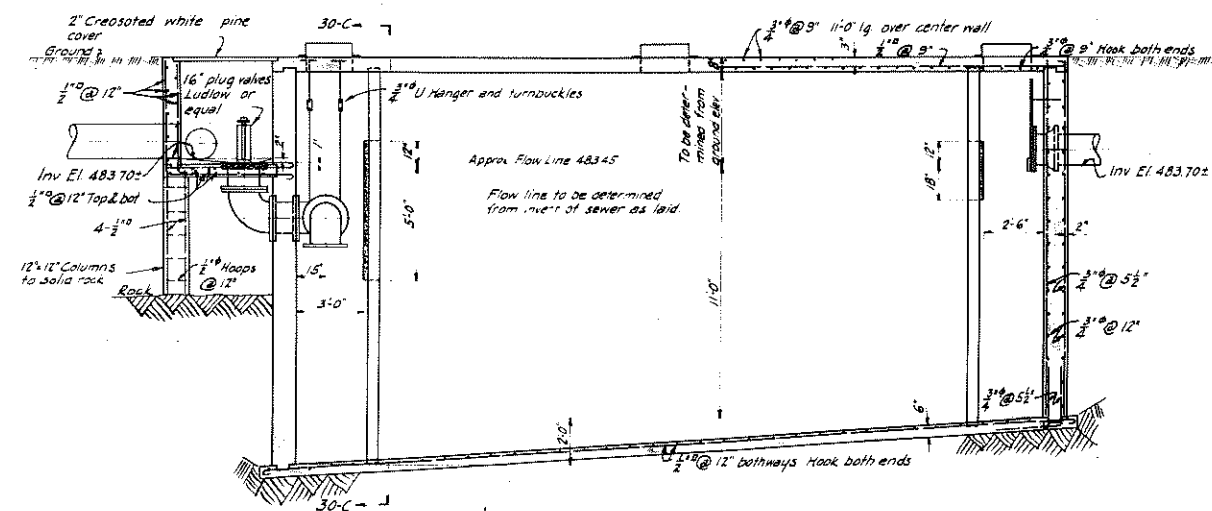 2" Creosoted white pine
cover
Ground
30-C
3/4"ϕ@9" 11'-0" lg. over center wall
3"
1/2"□ @ 9"
3/4"ϕ@ 9" Hook both ends
1/2"□@ 12"
16" plug valves
Ludlow or
equal
3/4"ϕ U Hanger and turnbuckles
8"
To be deter-
mined from
ground elev
2"
1"
12"
Approx. Flow Line 483.45
12"
Inv El. 483.70±
Inv El. 483.70±
18"
1/2"□@ 12" Top & bot
Flow line to be determined
from invert of sewer as laid.
5'-0"
4-1/2"□
2'-6"
2"
12"×12" Columns
to solid rock
1/2"ϕ Hoops
@ 12"
15"
11'-0"
3/4"ϕ@ 5 1/2"
Rock
3'-0"
3/4"ϕ@ 12"
3/4"ϕ@5 1/2"
6"
2'-0"
1/2"□@ 12" bothways Hook both ends
30-C